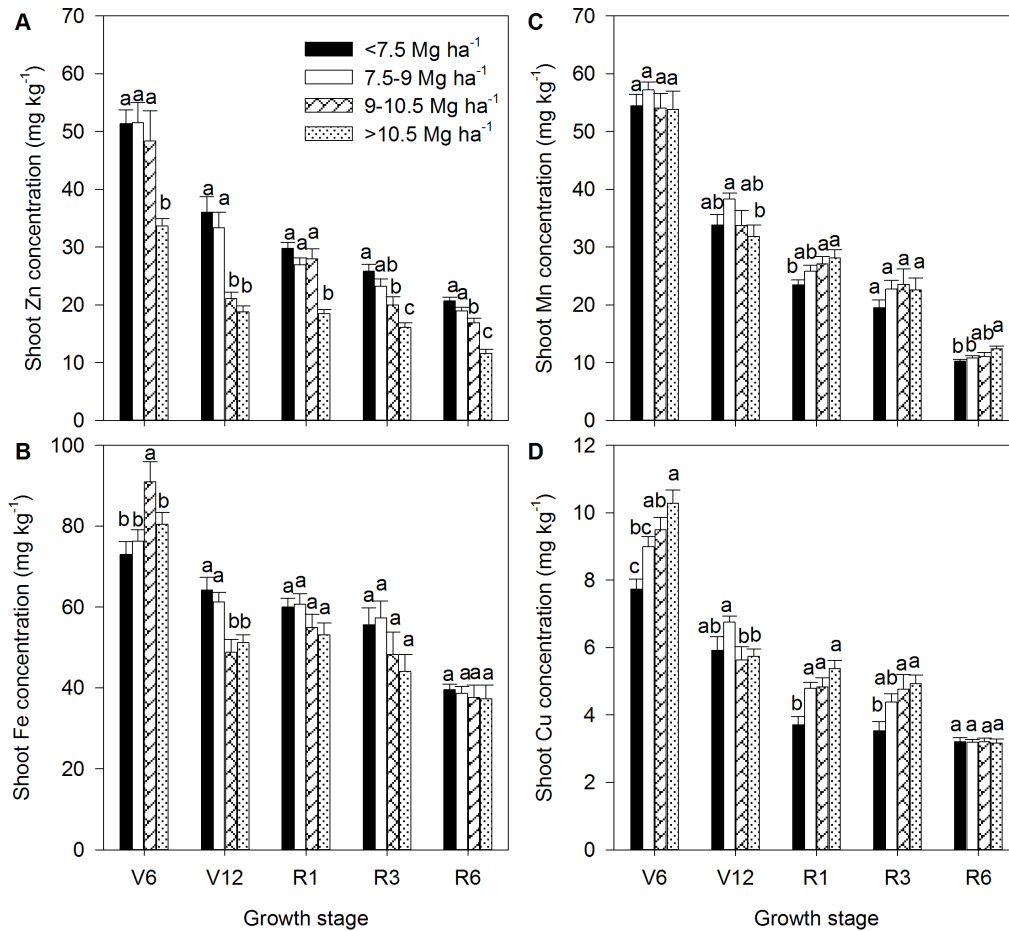 A
70
60
50
40
30
20
10
0
Shoot Zn concentration (mg kg⁻¹)
<7.5 Mg ha⁻¹
7.5-9 Mg ha⁻¹
9-10.5 Mg ha⁻¹
>10.5 Mg ha⁻¹
a a a b
a a b b
a a a b
a ab b c
a a b c
C
70
60
50
40
30
20
10
0
Shoot Mn concentration (mg kg⁻¹)
a a a a
ab a ab b
b a a a
a a a a
b b ab a
B
100
80
60
40
20
0
Shoot Fe concentration (mg kg⁻¹)
b b a b
a a b b
a a a a
a a a a
a a a a
V6 V12 R1 R3 R6
Growth stage
D
12
10
8
6
4
2
0
Shoot Cu concentration (mg kg⁻¹)
c bc ab a
ab a b b
b a a a
b ab a a
a a a a
V6 V12 R1 R3 R6
Growth stage